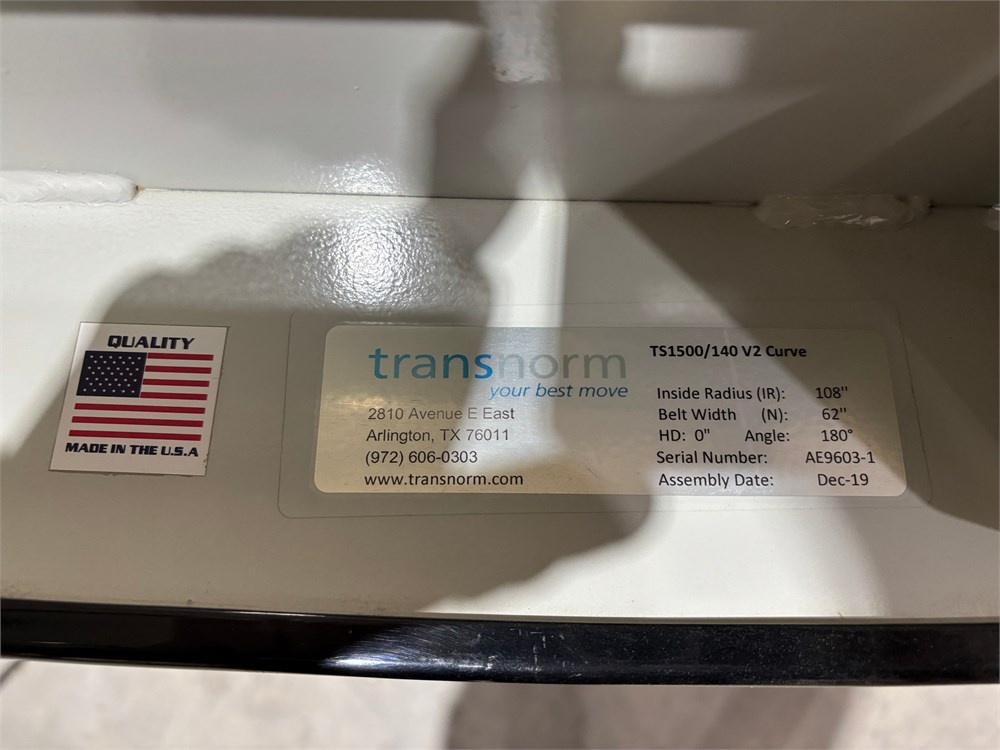 QUALITY
MADE IN THE U.S.A
transnorm
your best move
2810 Avenue E East
Arlington, TX 76011
(972) 606-0303
www.transnorm.com
TS1500/140 V2 Curve
Inside Radius (IR): 108"
Belt Width (N): 62"
HD: 0" Angle: 180°
Serial Number: AE9603-1
Assembly Date: Dec-19